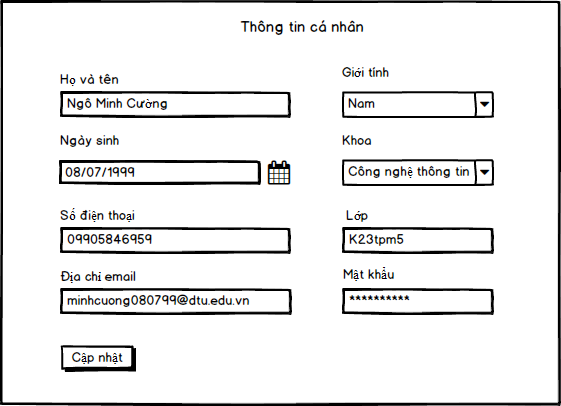 Thông tin cá nhân
Họ và tên
Giới tính
Ngô Minh Cường
Nam
Ngày sinh
Khoa
08/07/1999
Công nghệ thông tin
Số điện thoại
Lớp
09905846959
K23tpm5
Địa chỉ email
Mật khẩu
minhcuong080799@dtu.edu.vn
**********
Cập nhật